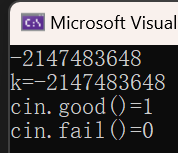 Microsoft Visual
-2147483648
k=-2147483648
cin.good()=1
cin.fail()=0